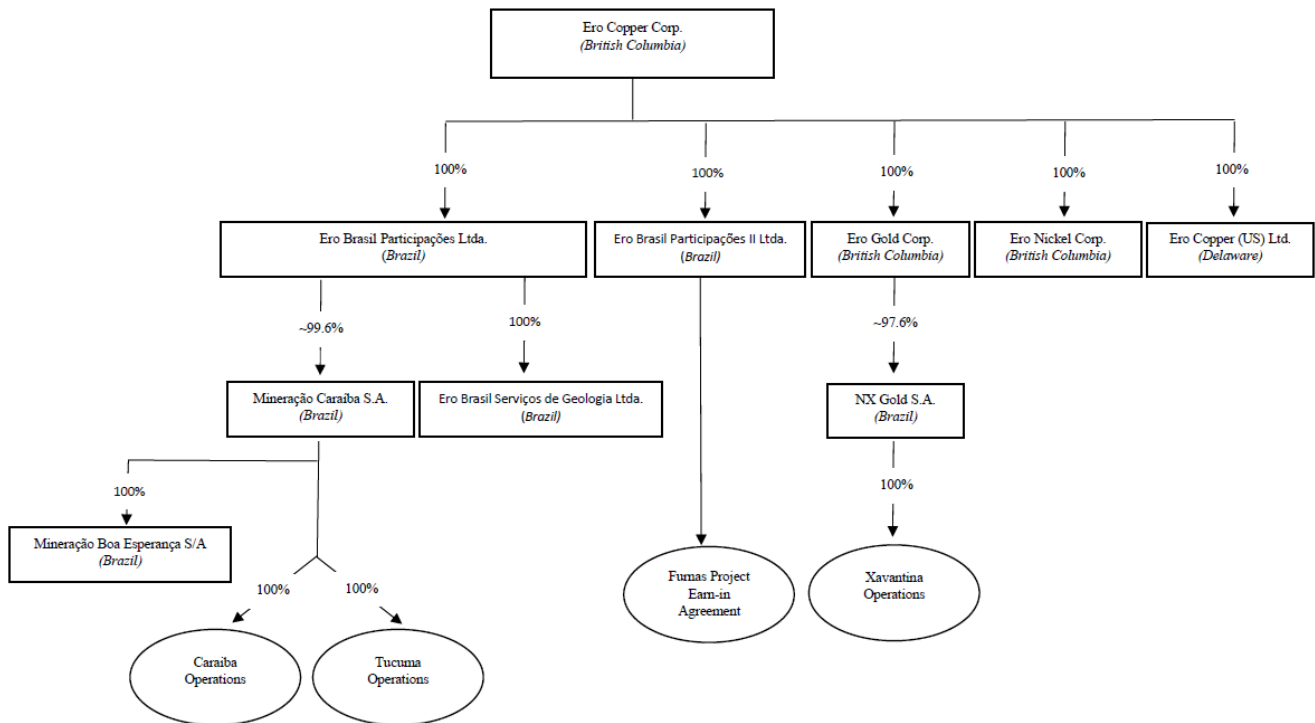 Ero Copper Corp.
(British Columbia)
100%
100%
100%
100%
100%
Ero Brasil Participações Ltda.
(Brazil)
Ero Brasil Participações II Ltda.
(Brazil)
Ero Gold Corp.
(British Columbia)
Ero Nickel Corp.
(British Columbia)
Ero Copper (US) Ltd.
(Delaware)
~99.6%
100%
~97.6%
Mineração Caraíba S.A.
(Brazil)
Ero Brasil Serviços de Geologia Ltda.
(Brazil)
NX Gold S.A.
(Brazil)
100%
100%
Mineração Boa Esperança S/A
(Brazil)
100%
100%
Furnas Project
Earn-in
Agreement
Xavantina
Operations
Caraiba
Operations
Tucuma
Operations